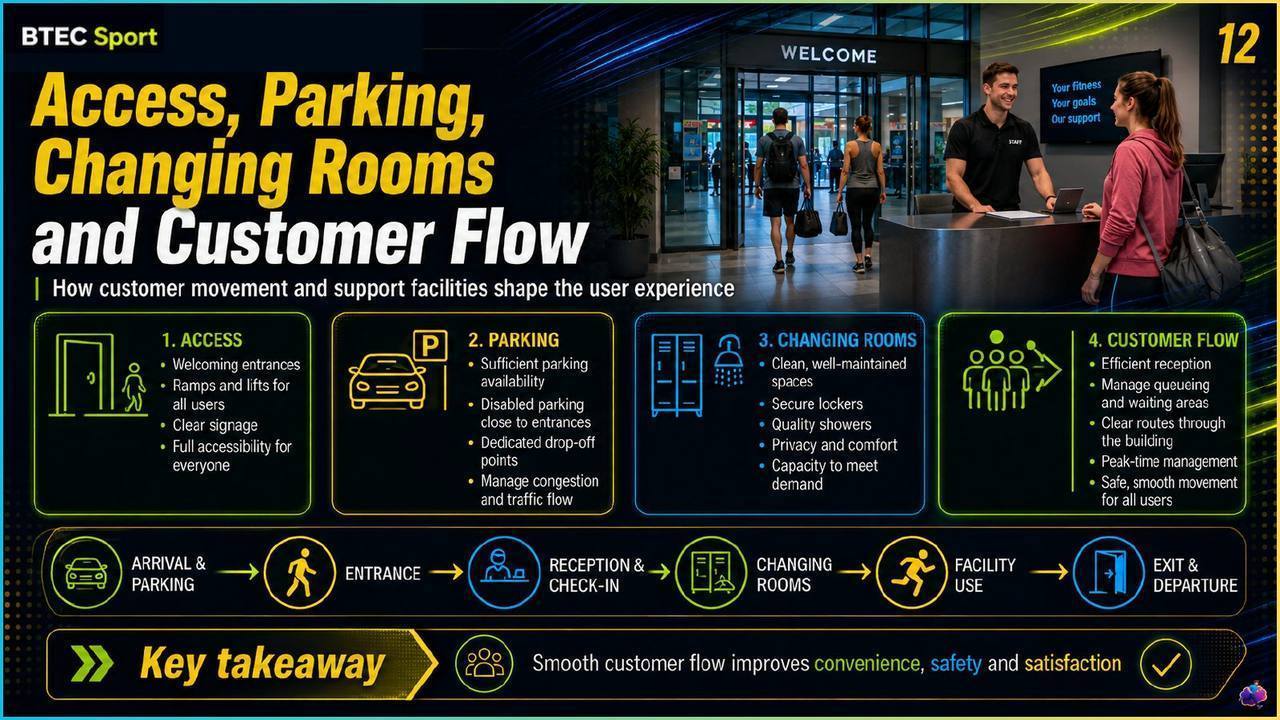 BTEC Sport
12
Access, Parking,
Changing Rooms
and Customer Flow
How customer movement and support facilities shape the user experience
WELCOME
Your fitness
Your goals
Our support
STAFF
1. ACCESS
• Welcoming entrances
• Ramps and lifts for
all users
• Clear signage
• Full accessibility for
everyone
P
2. PARKING
• Sufficient parking
availability
• Disabled parking
close to entrances
• Dedicated drop-off
points
• Manage congestion
and traffic flow
3. CHANGING ROOMS
• Clean, well-maintained
spaces
• Secure lockers
• Quality showers
• Privacy and comfort
• Capacity to meet
demand
4. CUSTOMER FLOW
• Efficient reception
• Manage queueing
and waiting areas
• Clear routes through
the building
• Peak-time management
• Safe, smooth movement
for all users
ARRIVAL &
PARKING
ENTRANCE
RECEPTION &
CHECK-IN
CHANGING
ROOMS
FACILITY
USE
EXIT &
DEPARTURE
Key takeaway
Smooth customer flow improves convenience, safety and satisfaction